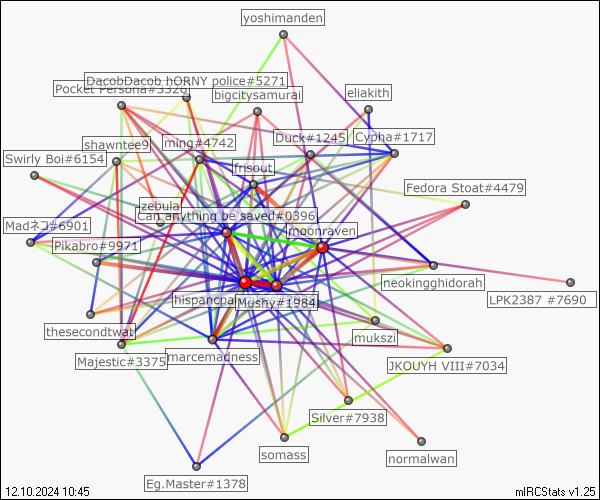 yoshimanden
DacobDacob hORNY police#5271
Pocket Persona#3326
bigcitysamurai
eliakith
shawntee9
ming#4742
Duck#1245
Cypha#1717
Swirly Boi#6154
frisout
Fedora Stoat#4479
zebula
Can anything be saved#0396
Madネコ#6901
moonraven
Pikabro#9971
neokingghidorah
hispancpa
Mushy#1984
LPK2387 #7690
thesecondtwat
mukszi
Majestic#3375
marcemadness
JKOUYH VIII#7034
Silver#7938
somass
normalwan
Eg.Master#1378
12.10.2024 10:45
mIRCStats v1.25